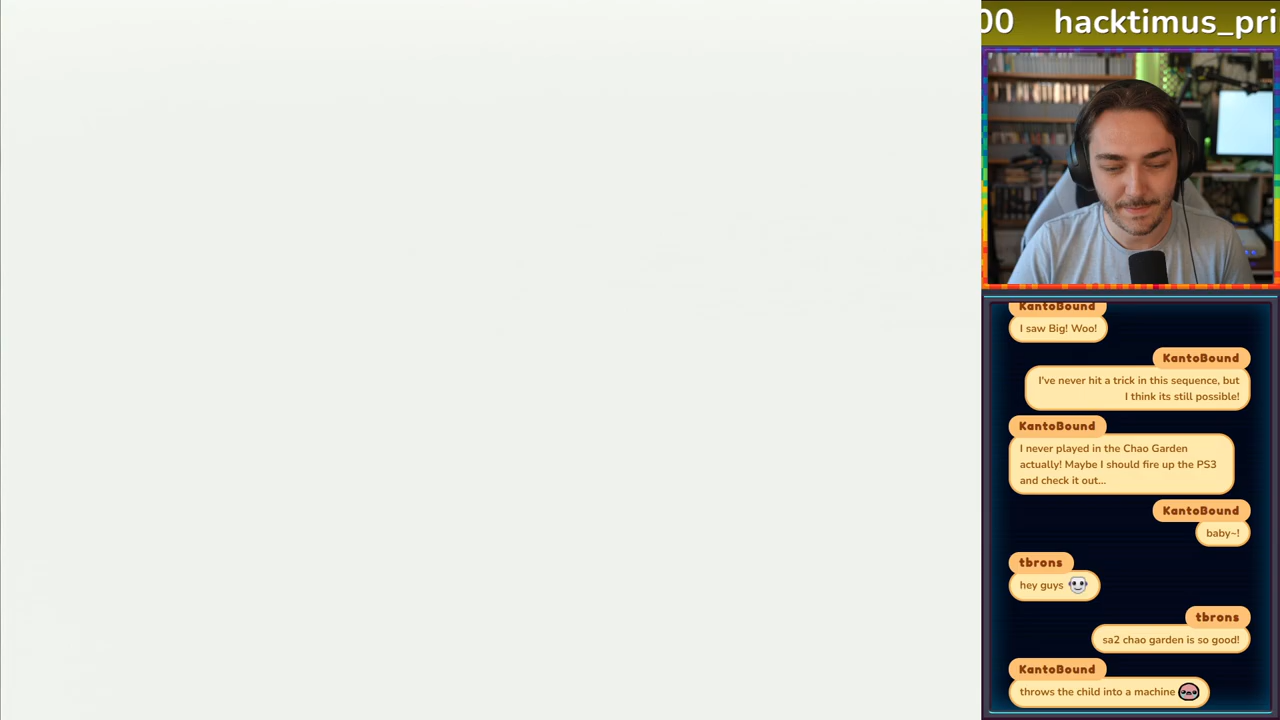 00 hacktimus_pri
KantoBound
I saw Big! Woo!
KantoBound
I've never hit a trick in this sequence, but
I think its still possible!
KantoBound
I never played in the Chao Garden
actually! Maybe I should fire up the PS3
and check it out...
KantoBound
baby~!
tbrons
hey guys
tbrons
sa2 chao garden is so good!
KantoBound
throws the child into a machine